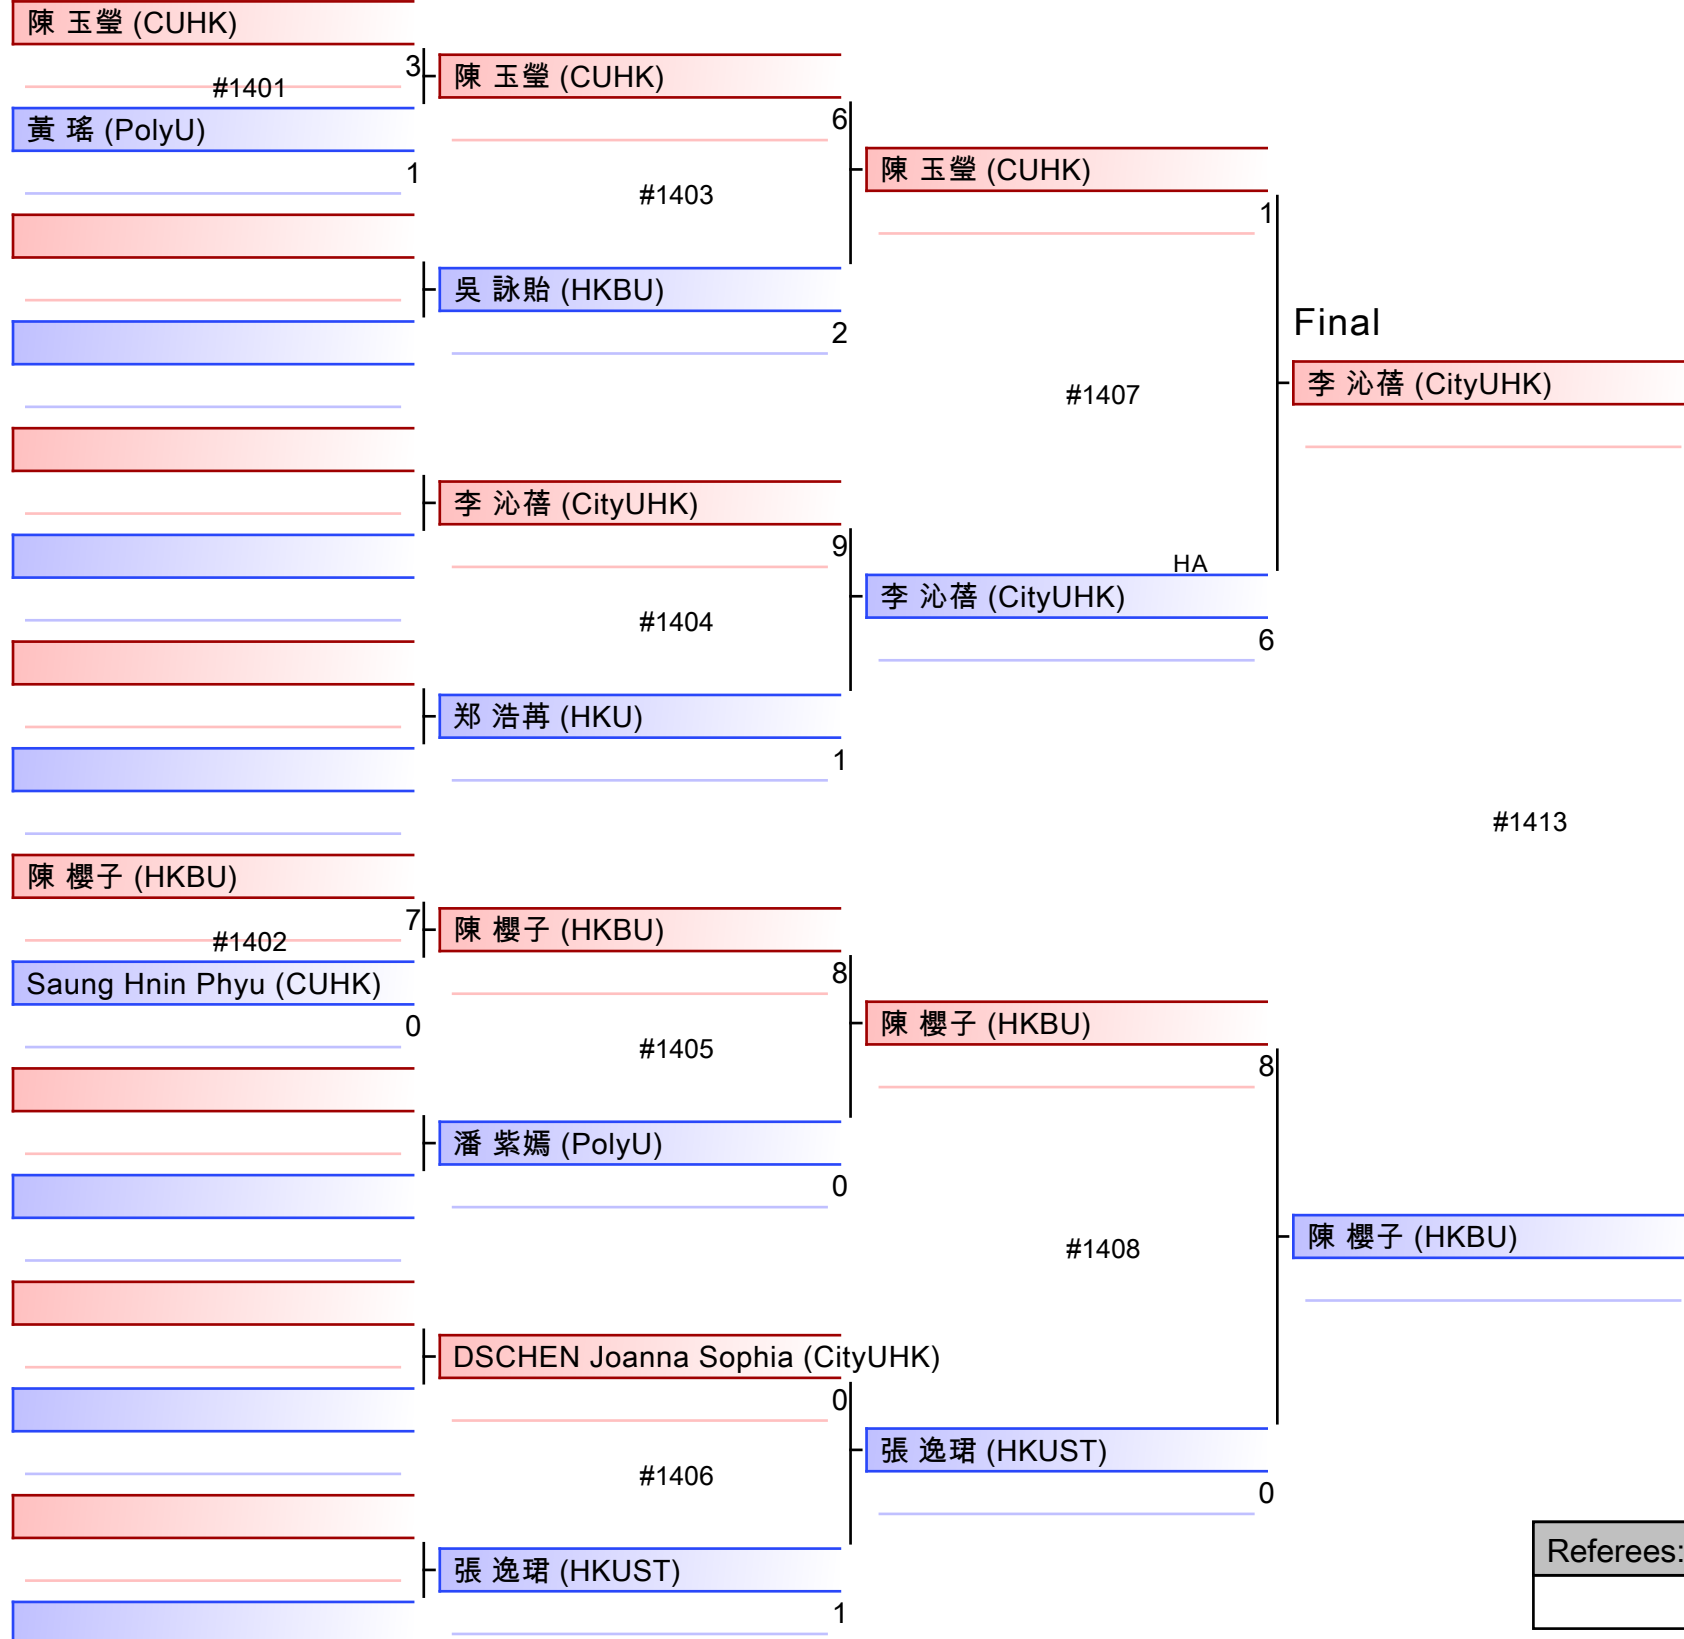 陳 玉瑩 (CUHK)
3
#1401
黃 瑤 (PolyU)
1
陳 玉瑩 (CUHK)
6
#1403
吳 詠貽 (HKBU)
2
陳 玉瑩 (CUHK)
1
#1407
Final
李 沁蓓 (CityUHK)
李 沁蓓 (CityUHK)
9
#1404
HA
李 沁蓓 (CityUHK)
6
郑 浩苒 (HKU)
1
#1413
陳 櫻子 (HKBU)
7
#1402
Saung Hnin Phyu (CUHK)
0
陳 櫻子 (HKBU)
8
#1405
陳 櫻子 (HKBU)
8
潘 紫嫣 (PolyU)
0
#1408
陳 櫻子 (HKBU)
DSCHEN Joanna Sophia (CityUHK)
0
#1406
張 逸珺 (HKUST)
0
張 逸珺 (HKUST)
1
Referees: